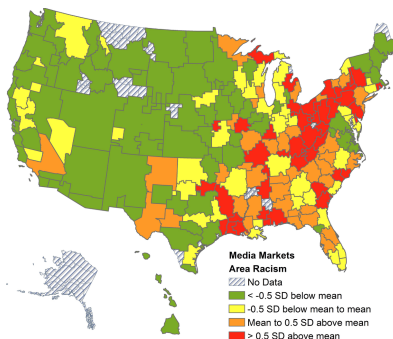 Media Markets
Area Racism
No Data
< -0.5 SD below mean
-0.5 SD below mean to mean
Mean to 0.5 SD above mean
> 0.5 SD above mean